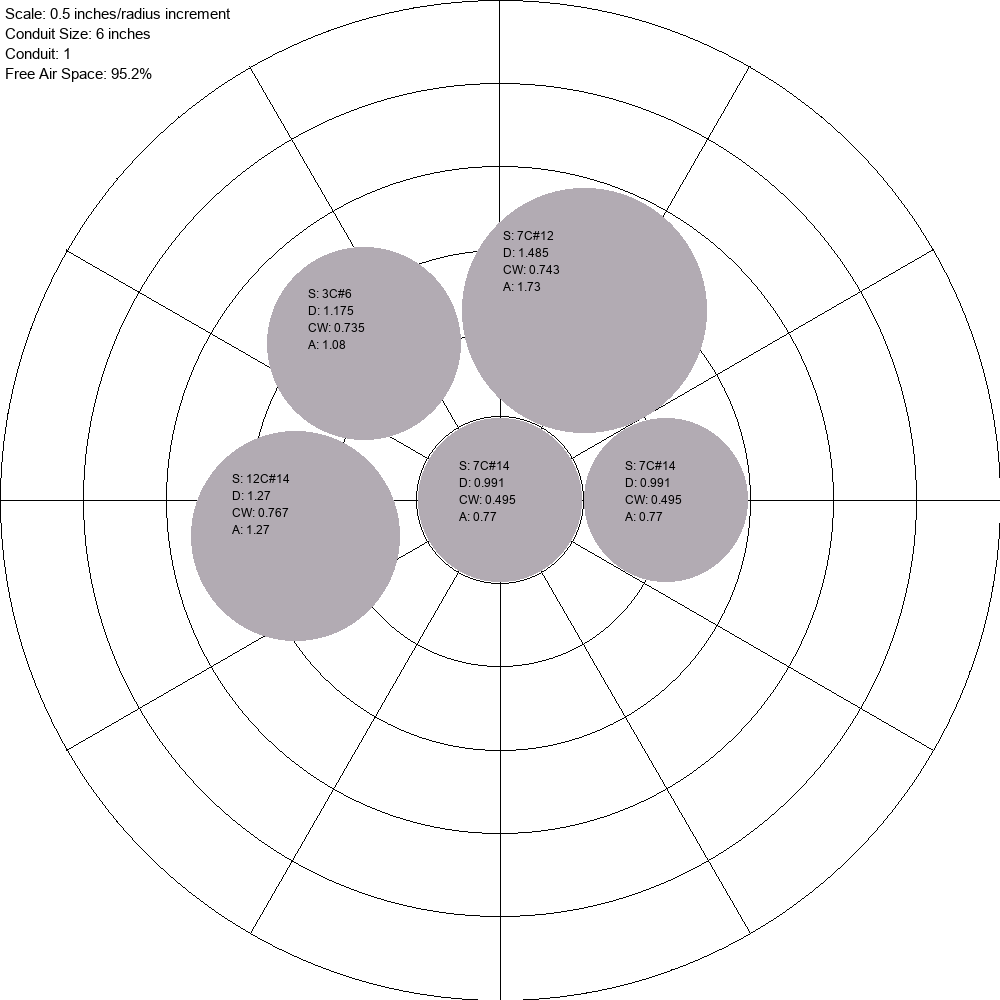 Scale: 0.5 inches/radius increment
Conduit Size: 6 inches
Conduit: 1
Free Air Space: 95.2%
S: 7C#12
D: 1.485
CW: 0.743
A: 1.73
S: 3C#6
D: 1.175
CW: 0.735
A: 1.08
S: 12C#14
D: 1.27
CW: 0.767
A: 1.27
S: 7C#14
D: 0.991
CW: 0.495
A: 0.77
S: 7C#14
D: 0.991
CW: 0.495
A: 0.77